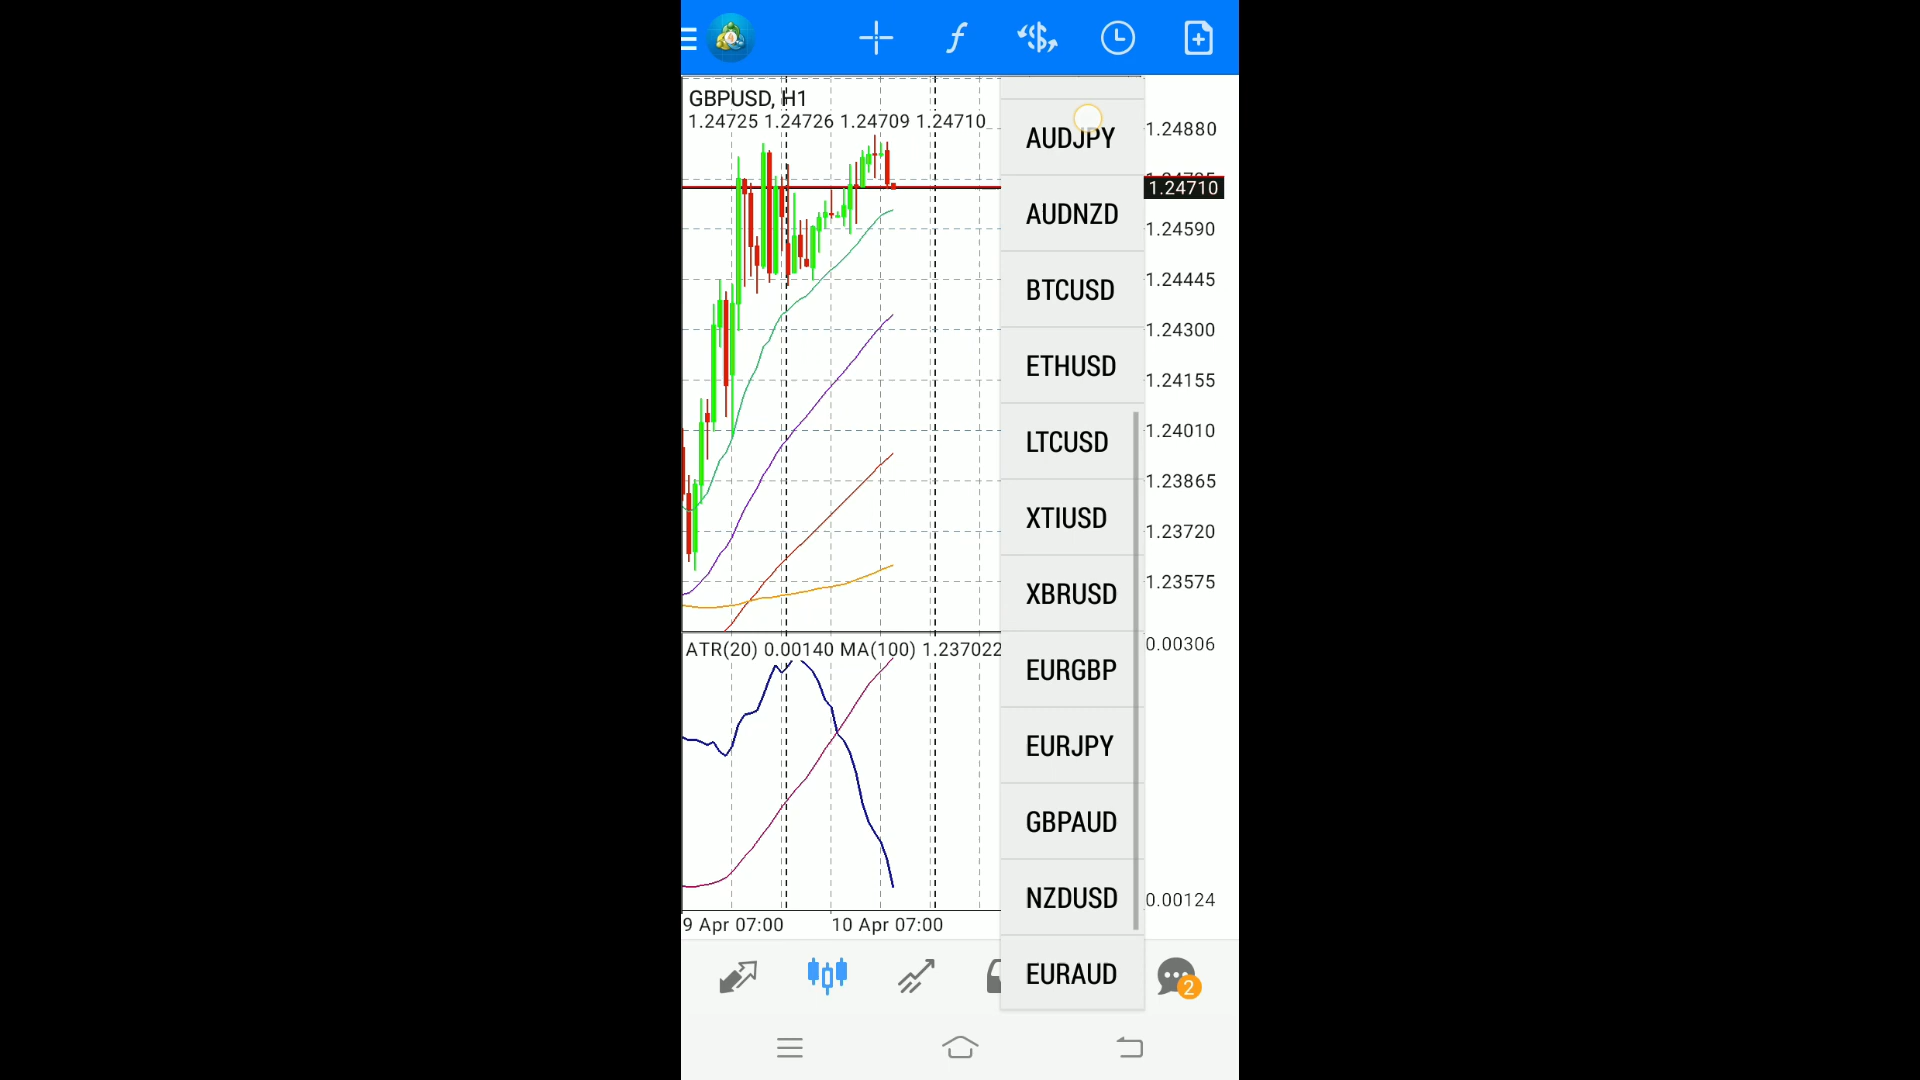 GBPUSD, H1
1.24725 1.24726 1.24709 1.24710
AUDJPY
AUDNZD
BTCUSD
ETHUSD
LTCUSD
XTIUSD
XBRUSD
EURGBP
EURJPY
GBPAUD
NZDUSD
EURAUD
1.24880
1.24710
1.24590
1.24445
1.24300
1.24155
1.24010
1.23865
1.23720
1.23575
ATR(20) 0.00140 MA(100) 1.237022
0.00306
0.00124
9 Apr 07:00
10 Apr 07:00
2